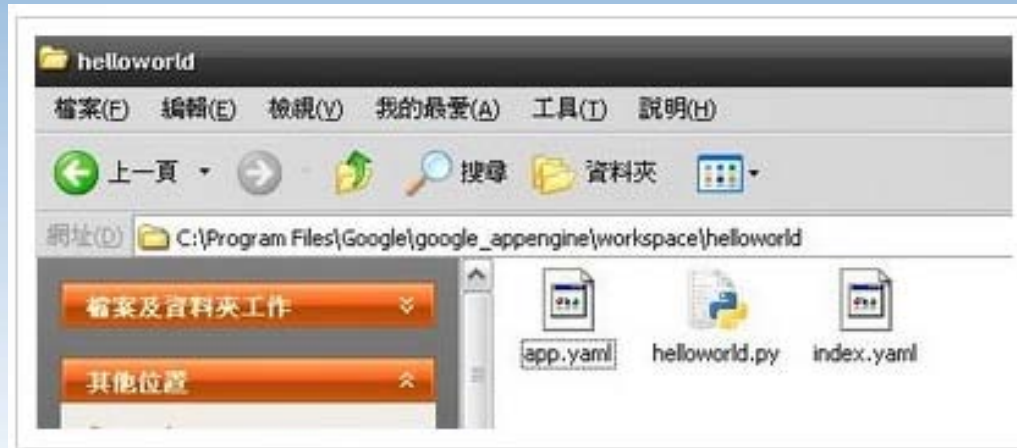 helloworld
檔案(F) 編輯(E) 檢視(V) 我的最愛(A) 工具(T) 說明(H)
上一頁 搜尋 資料夾
網址(D) C:\Program Files\Google\google_appengine\workspace\helloworld
檔案及資料夾工作
其他位置
app.yaml helloworld.py index.yaml